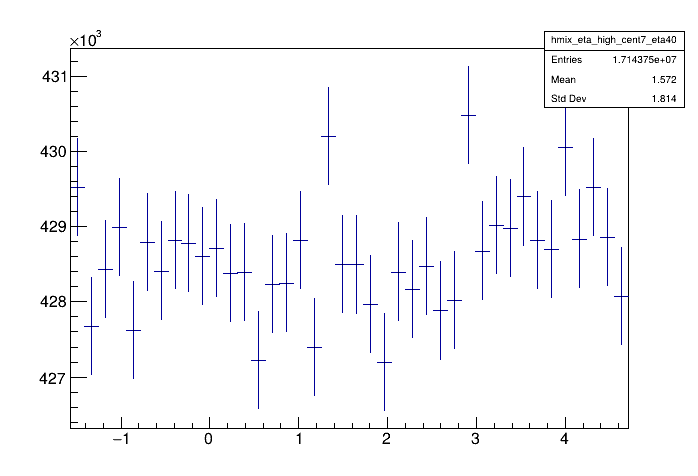 ×10³
hmix_eta_high_cent7_eta40
Entries 1.714375e+07
Mean 1.572
Std Dev 1.814
431
430
429
428
427
−1 0 1 2 3 4